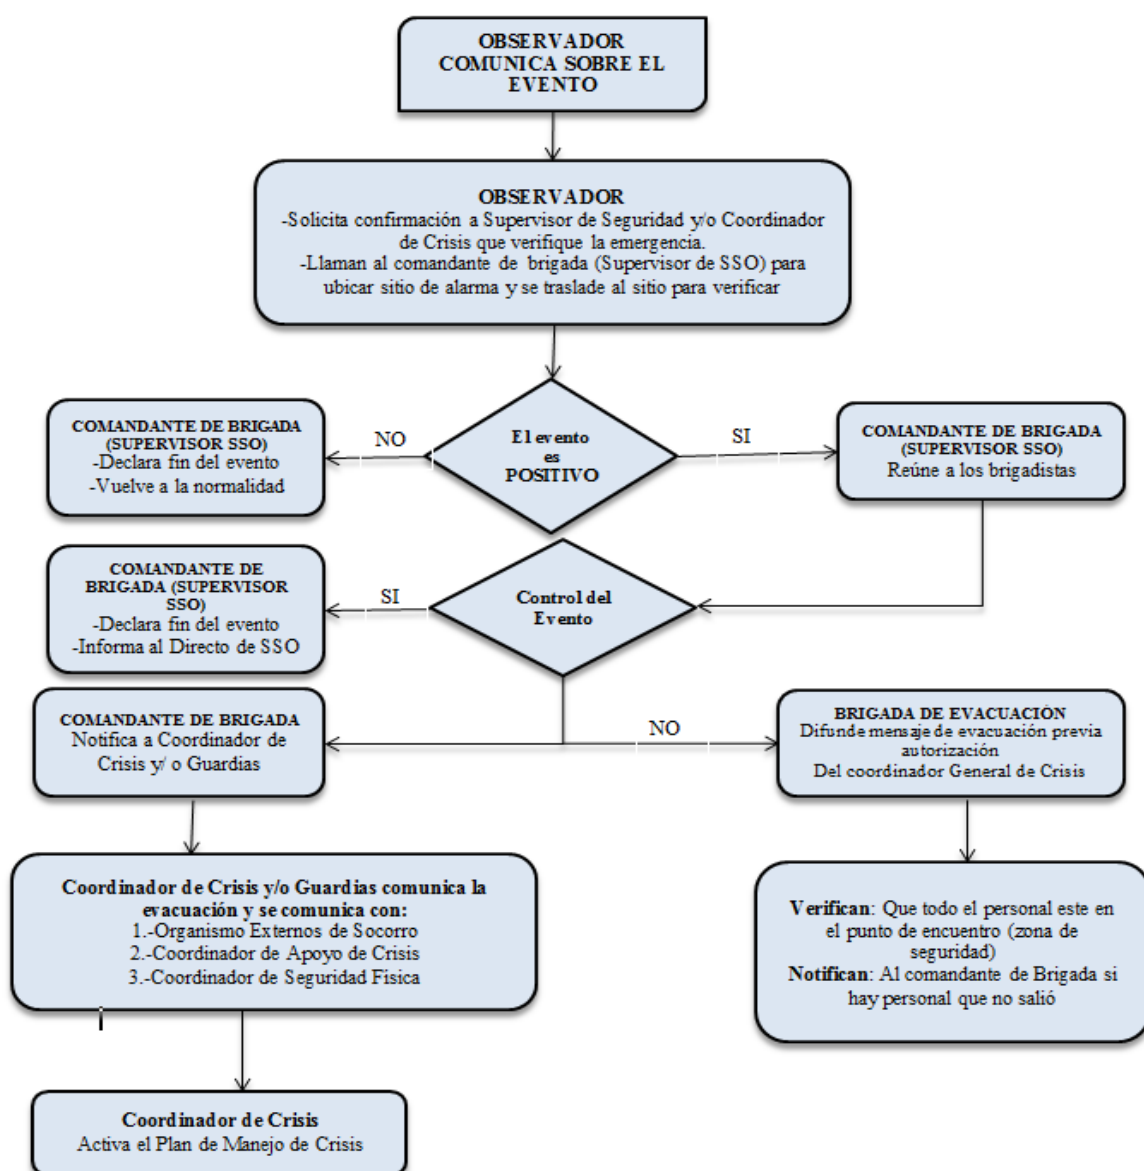 OBSERVADOR
COMUNICA SOBRE EL
EVENTO
OBSERVADOR
-Solicita confirmación a Supervisor de Seguridad y/o Coordinador
de Crisis que verifique la emergencia.
-Llaman al comandante de brigada (Supervisor de SSO) para
ubicar sitio de alarma y se traslade al sitio para verificar
El evento
es
POSITIVO
NO
SI
COMANDANTE DE BRIGADA
(SUPERVISOR SSO)
-Declara fin del evento
-Vuelve a la normalidad
COMANDANTE DE BRIGADA
(SUPERVISOR SSO)
Reúne a los brigadistas
Control del
Evento
SI
COMANDANTE DE
BRIGADA (SUPERVISOR
SSO)
-Declara fin del evento
-Informa al Directo de SSO
NO
COMANDANTE DE BRIGADA
Notifica a Coordinador de
Crisis y/ o Guardias
BRIGADA DE EVACUACIÓN
Difunde mensaje de evacuación previa
autorización
Del coordinador General de Crisis
Coordinador de Crisis y/o Guardias comunica la
evacuación y se comunica con:
1.-Organismo Externos de Socorro
2.-Coordinador de Apoyo de Crisis
3.-Coordinador de Seguridad Física
Verifican: Que todo el personal este en
el punto de encuentro (zona de
seguridad)
Notifican: Al comandante de Brigada si
hay personal que no salió
Coordinador de Crisis
Activa el Plan de Manejo de Crisis